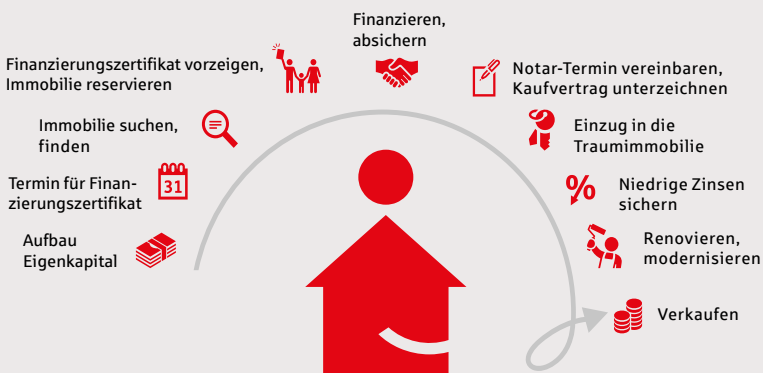 Finanzieren,
absichern
Finanzierungszertifikat vorzeigen,
Immobilie reservieren
Notar-Termin vereinbaren,
Kaufvertrag unterzeichnen
Immobilie suchen,
finden
Einzug in die
Traumimmobilie
Termin für Finan-
zierungszertifikat
31
%
Niedrige Zinsen
sichern
Aufbau
Eigenkapital
Renovieren,
modernisieren
Verkaufen